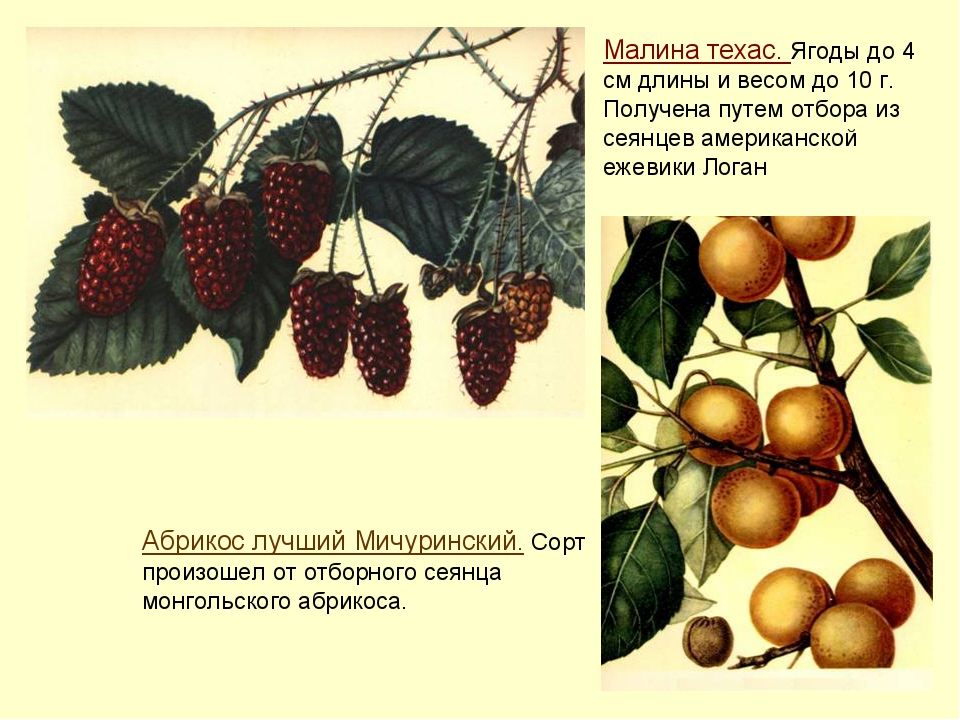 Малина техас. Ягоды до 4
см длины и весом до 10 г.
Получена путем отбора из
сеянцев американской
ежевики Логан
Абрикос лучший Мичуринский. Сорт
произошел от отборного сеянца
монгольского абрикоса.